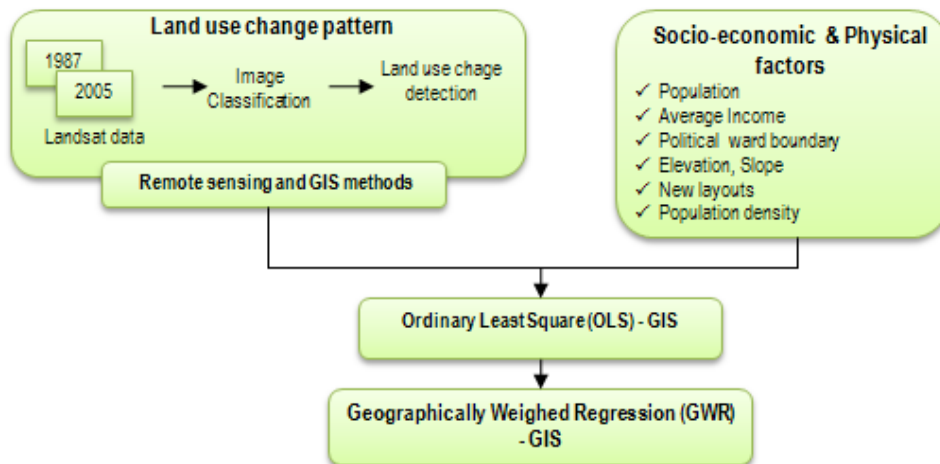 Land use change pattern
1987
2005
Landsat data
Image
Classification
Land use chage
detection
Remote sensing and GIS methods
Socio-economic & Physical
factors
✓ Population
✓ Average Income
✓ Political ward boundary
✓ Elevation, Slope
✓ New layouts
✓ Population density
Ordinary Least Square (OLS) - GIS
Geographically Weighed Regression (GWR)
- GIS